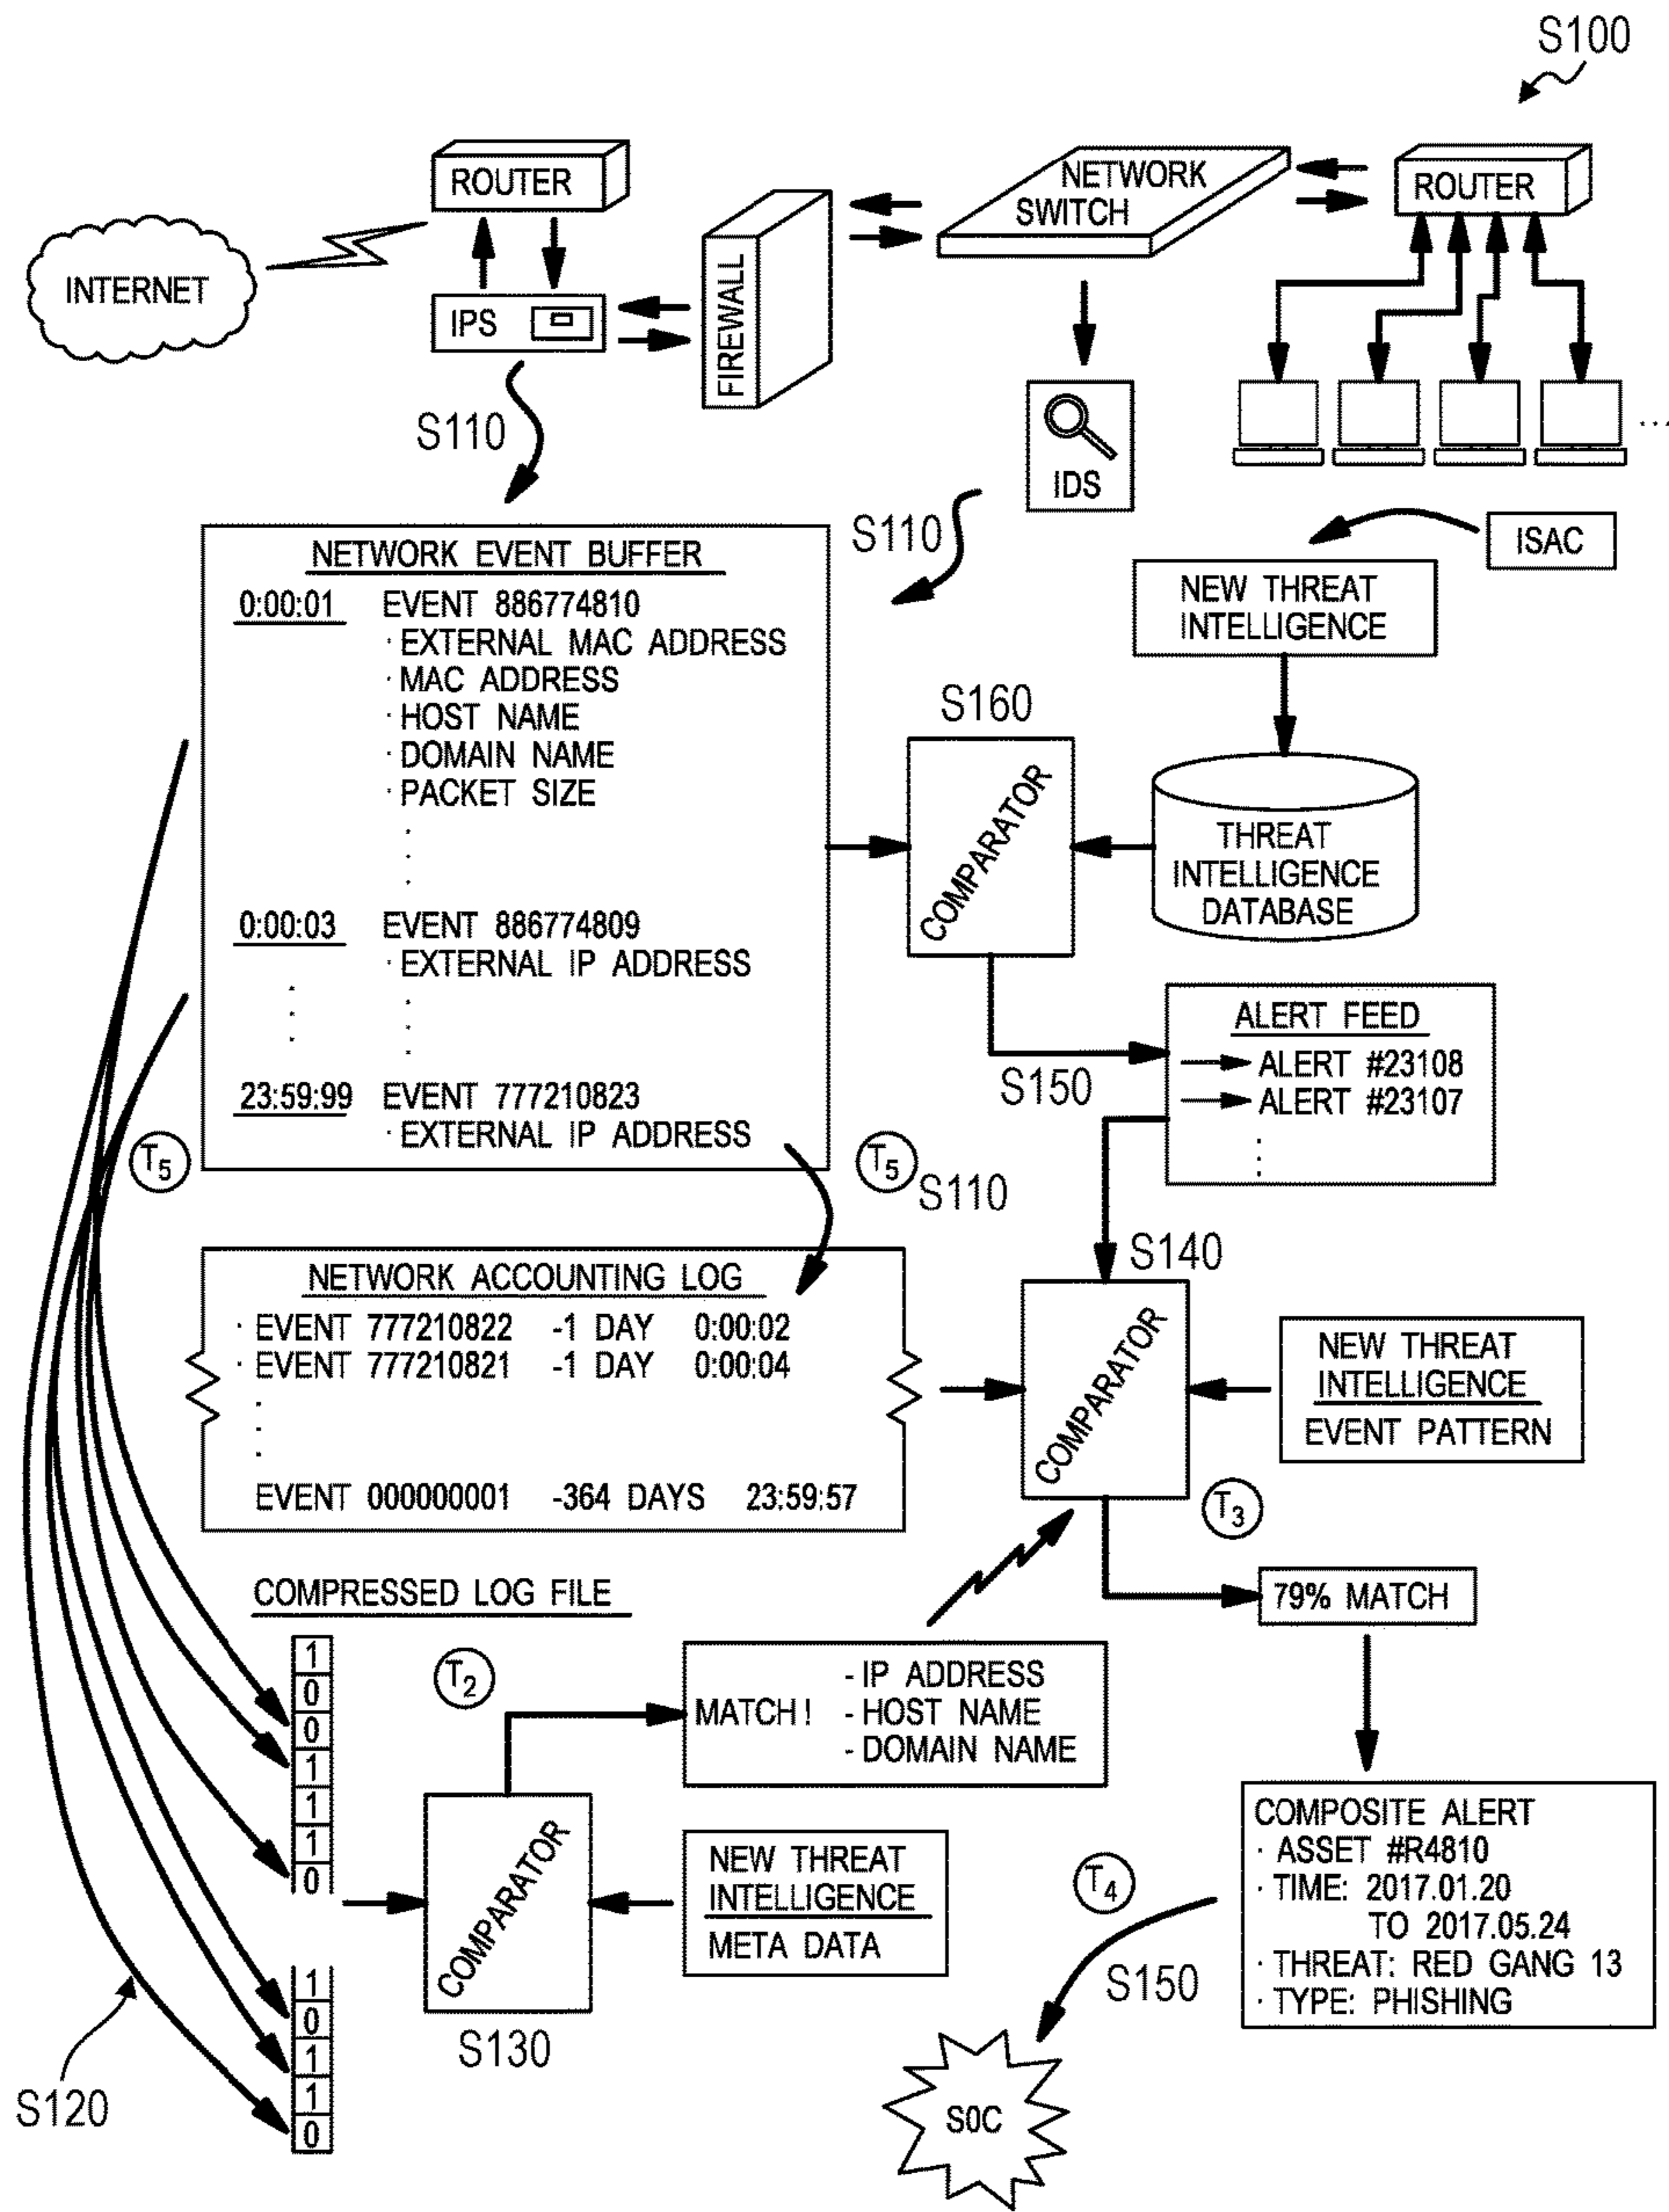 S100
ROUTER
NETWORK
SWITCH
ROUTER
INTERNET
IPS
FIREWALL
S110
IDS
S110
ISAC
...
NETWORK EVENT BUFFER
0:00:01 EVENT 886774810
· EXTERNAL MAC ADDRESS
· MAC ADDRESS
· HOST NAME
· DOMAIN NAME
· PACKET SIZE
0:00:03 EVENT 886774809
· EXTERNAL IP ADDRESS
23:59:99 EVENT 777210823
· EXTERNAL IP ADDRESS
NEW THREAT
INTELLIGENCE
S160
COMPARATOR
THREAT
INTELLIGENCE
DATABASE
ALERT FEED
ALERT #23108
ALERT #23107
S150
T5
T5
S110
S140
NETWORK ACCOUNTING LOG
· EVENT 777210822 -1 DAY 0:00:02
· EVENT 777210821 -1 DAY 0:00:04
EVENT 000000001 -364 DAYS 23:59:57
COMPARATOR
NEW THREAT
INTELLIGENCE
EVENT PATTERN
T3
79% MATCH
COMPRESSED LOG FILE
1
0
0
1
1
1
0
1
0
1
1
0
T2
MATCH! - IP ADDRESS
- HOST NAME
- DOMAIN NAME
COMPARATOR
NEW THREAT
INTELLIGENCE
META DATA
S130
S120
COMPOSITE ALERT
· ASSET #R4810
· TIME: 2017.01.20
TO 2017.05.24
· THREAT: RED GANG 13
· TYPE: PHISHING
T4
S150
SOC